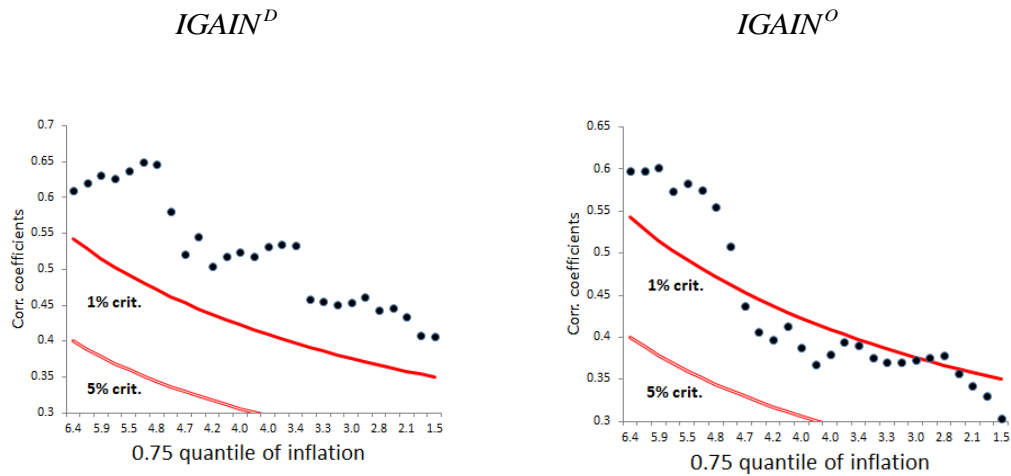 IGAIN^D
IGAIN^O
0.7
0.65
0.6
0.55
0.5
0.45
0.4
0.35
0.3
Corr. coefficients
1% crit.
5% crit.
6.4 5.9 5.5 4.8 4.7 4.2 4.0 4.0 3.4 3.3 3.0 2.8 2.1 1.5
0.75 quantile of inflation
0.65
0.6
0.55
0.5
0.45
0.4
0.35
0.3
Corr. coefficients
1% crit.
5% crit.
6.4 5.9 5.5 4.8 4.7 4.2 4.0 4.0 3.4 3.3 3.0 2.8 2.1 1.5
0.75 quantile of inflation